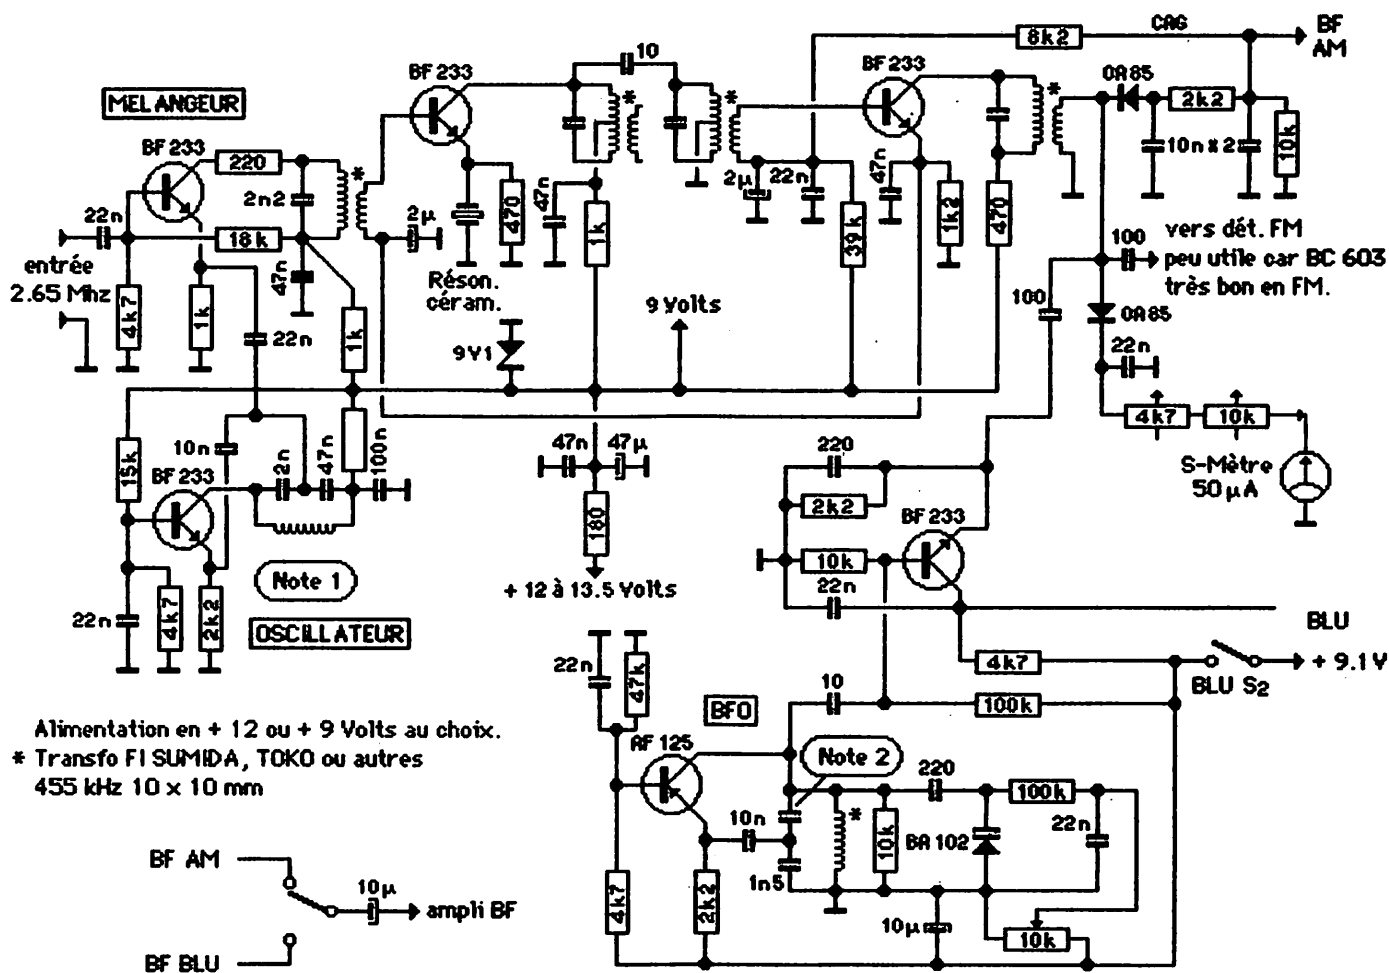 MELANGEUR
BF 233
220
2n2
22n
18k
entrée
2.65 Mhz
4k7
1k
47n
22n
1k
*
BF 233
2µ
470
Réson.
céram.
47n
1k
10
*
*
9 Volts
9V1
2µ
22n
39k
BF 233
47n
1k2
470
8k2
CAG
BF
AM
*
OA85
2k2
10n x 2
10k
100
vers dét. FM
peu utile car BC 603
très bon en FM.
100
OA85
22n
4k7
10k
S-Mètre
50 µA
15k
10n
BF 233
2n
47n
100n
22n
4k7
2k2
Note 1
OSCILLATEUR
47n
47µ
180
+ 12 à 13.5 Volts
220
2k2
BF 233
10k
22n
BLU
4k7
+ 9.1 V
BLU S2
100k
10
22n
47k
BFO
AF 125
Note 2
220
100k
10n
*
10k
BA 102
22n
1n5
4k7
2k2
10µ
10k
Alimentation en + 12 ou + 9 Volts au choix.
* Transfo FI SUMIDA, TOKO ou autres
455 kHz 10 x 10 mm
BF AM
10µ
ampli BF
BF BLU